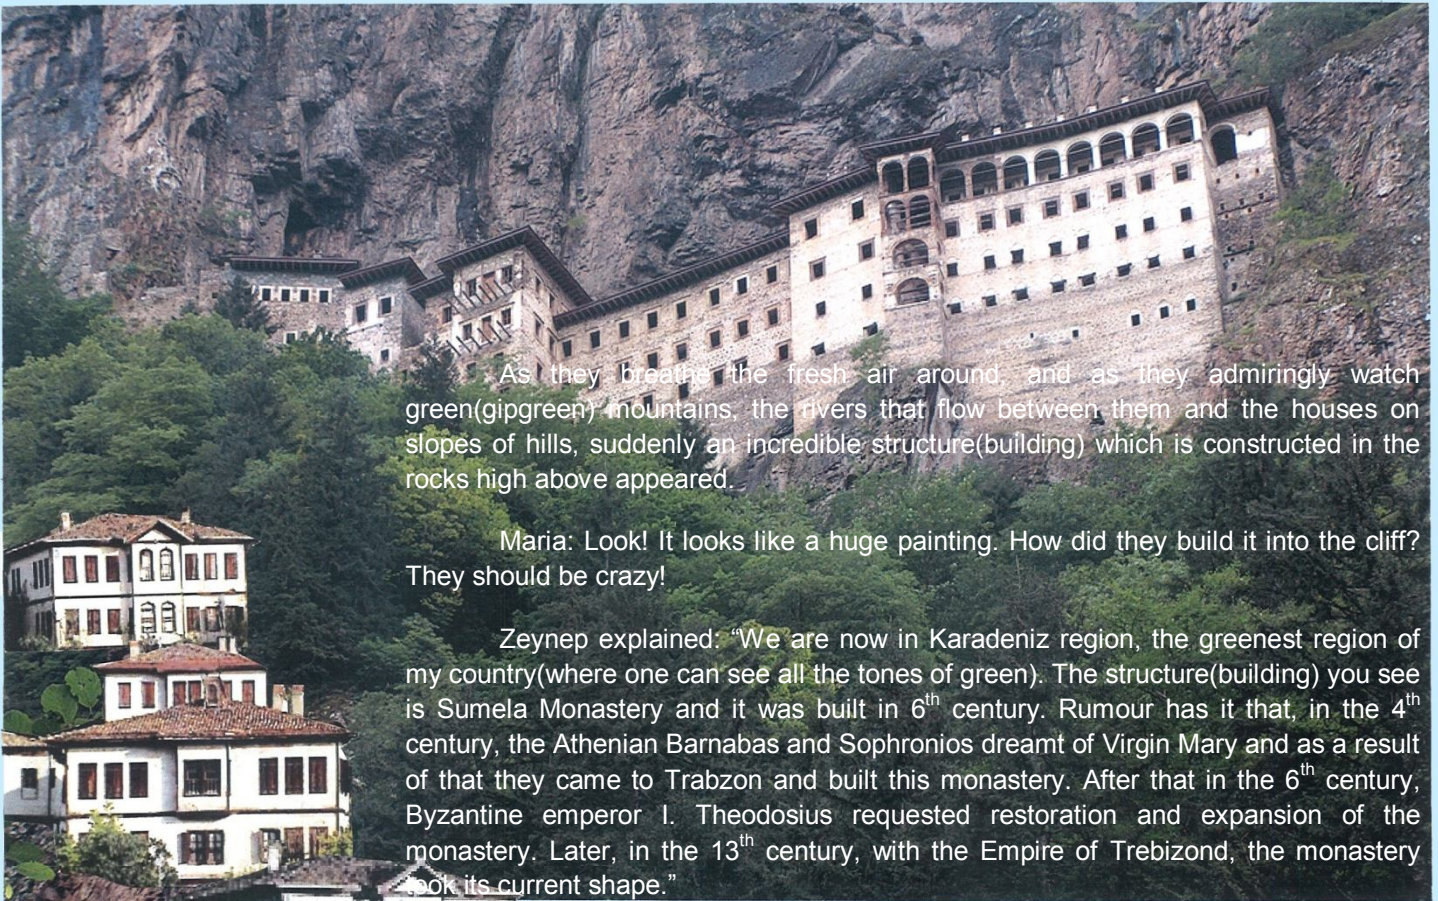 As they breathe the fresh air around, and as they admiringly watch
green(gipgreen) mountains, the rivers that flow between them and the houses on
slopes of hills, suddenly an incredible structure(building) which is constructed in the
rocks high above appeared.
Maria: Look! It looks like a huge painting. How did they build it into the cliff?
They should be crazy!
Zeynep explained: “We are now in Karadeniz region, the greenest region of
my country(where one can see all the tones of green). The structure(building) you see
is Sumela Monastery and it was built in 6th century. Rumour has it that, in the 4th
century, the Athenian Barnabas and Sophronios dreamt of Virgin Mary and as a result
of that they came to Trabzon and built this monastery. After that in the 6th century,
Byzantine emperor I. Theodosius requested restoration and expansion of the
monastery. Later, in the 13th century, with the Empire of Trebizond, the monastery
took its current shape.”